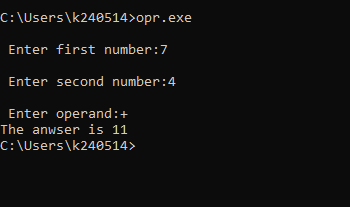 C:\Users\k240514>opr.exe
Enter first number:7
Enter second number:4
Enter operand:+
The anwser is 11
C:\Users\k240514>